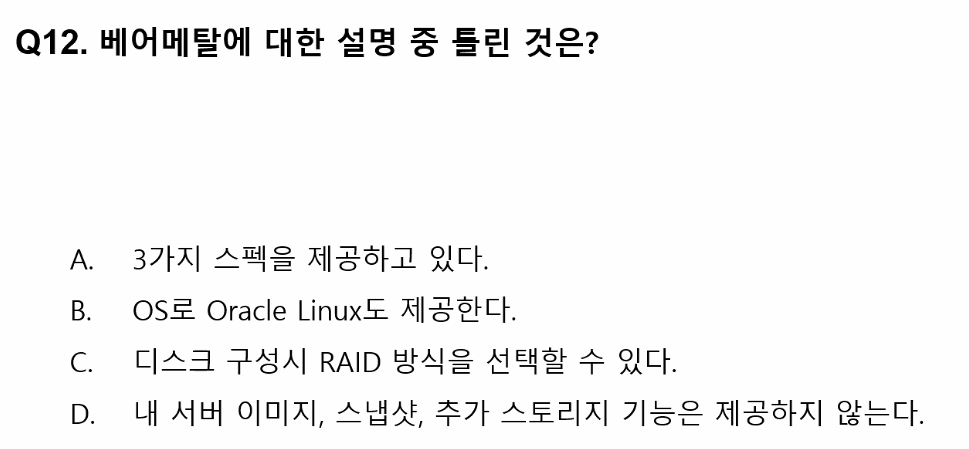 Q12. 베어메탈에 대한 설명 중 틀린 것은?
A. 3가지 스펙을 제공하고 있다.
B. OS로 Oracle Linux도 제공한다.
C. 디스크 구성시 RAID 방식을 선택할 수 있다.
D. 내 서버 이미지, 스냅샷, 추가 스토리지 기능은 제공하지 않는다.